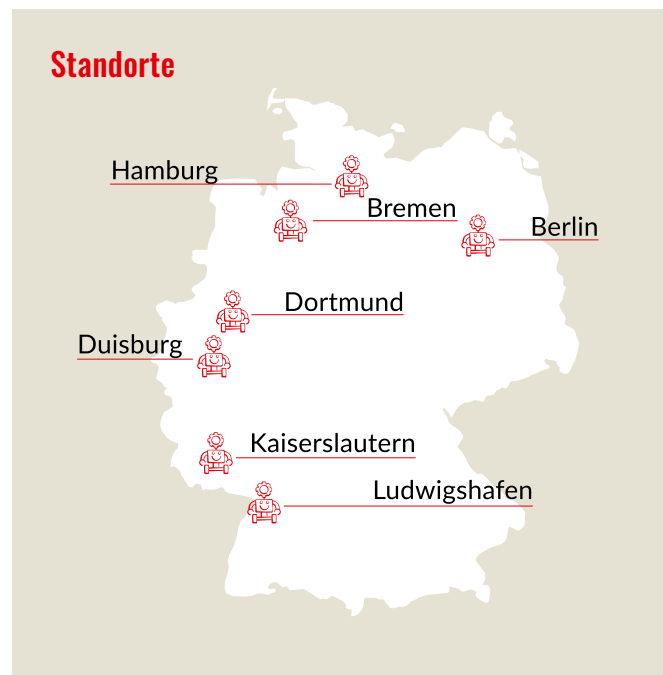 Standorte
Hamburg
Bremen
Berlin
Dortmund
Duisburg
Kaiserslautern
Ludwigshafen